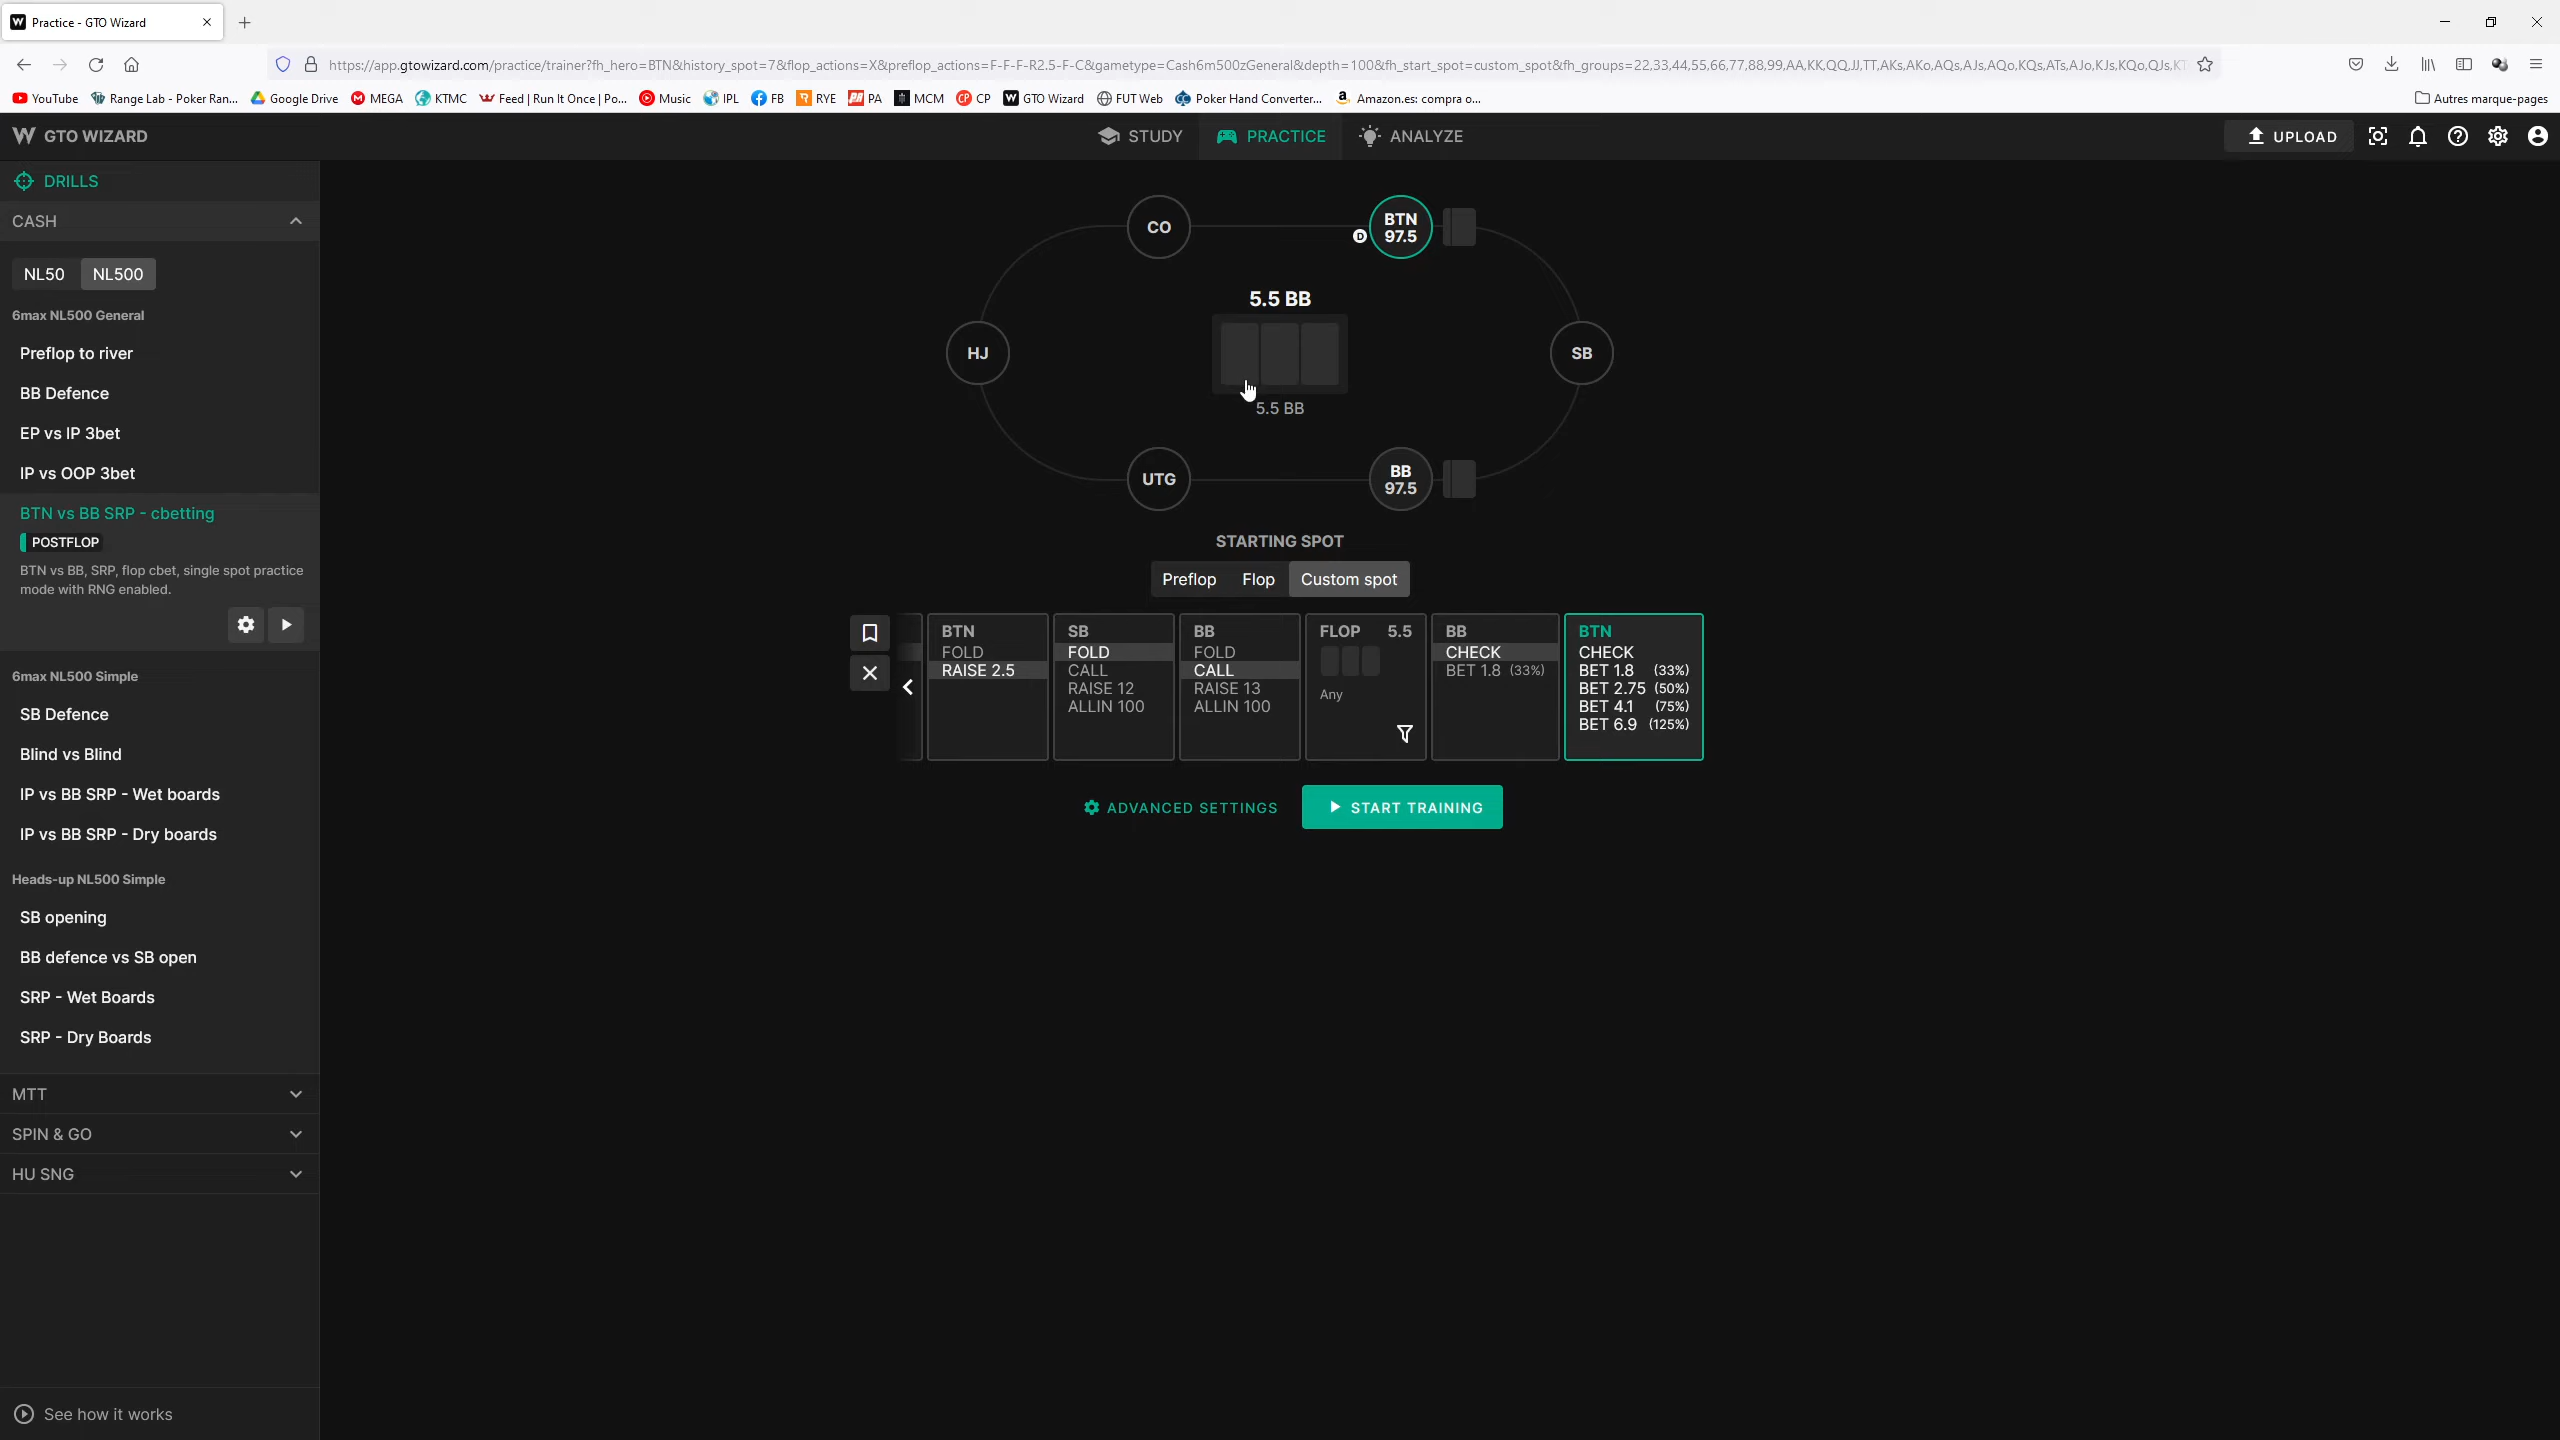 Practice - GTO Wizard
https://app.gtowizard.com/practice/trainer?fh_hero=BTN&history_spot=7&flop_actions=X&preflop_actions=F-F-F-R2.5-F-C&gametype=Cash6m500zGeneral&depth=100&fh_start_spot=custom_spot&fh_groups=22,33,44,55,66,77,88,99,AA,KK,QQ,JJ,TT,AKs,AKo,AQs,AJs,AQo,KQs,ATs,AJo,KJs,KQo,QJs,KT
YouTube
Range Lab - Poker Ran...
Google Drive
MEGA
KTMC
Feed | Run It Once | Po...
Music
IPL
FB
RYE
PA
MCM
CP
GTO Wizard
FUT Web
Poker Hand Converter...
Amazon.es: compra o...
Autres marque-pages
GTO WIZARD
STUDY
PRACTICE
ANALYZE
UPLOAD
DRILLS
CASH
NL50
NL500
6max NL500 General
Preflop to river
BB Defence
EP vs IP 3bet
IP vs OOP 3bet
BTN vs BB SRP - cbetting
POSTFLOP
BTN vs BB, SRP, flop cbet, single spot practice
mode with RNG enabled.
6max NL500 Simple
SB Defence
Blind vs Blind
IP vs BB SRP - Wet boards
IP vs BB SRP - Dry boards
Heads-up NL500 Simple
SB opening
BB defence vs SB open
SRP - Wet Boards
SRP - Dry Boards
MTT
SPIN & GO
HU SNG
See how it works
CO
D
BTN
97.5
5.5 BB
HJ
SB
5.5 BB
UTG
BB
97.5
STARTING SPOT
Preflop
Flop
Custom spot
BTN
FOLD
RAISE 2.5
SB
FOLD
CALL
RAISE 12
ALLIN 100
BB
FOLD
CALL
RAISE 13
ALLIN 100
FLOP 5.5
Any
BB
CHECK
BET 1.8 (33%)
BTN
CHECK
BET 1.8 (33%)
BET 2.75 (50%)
BET 4.1 (75%)
BET 6.9 (125%)
ADVANCED SETTINGS
START TRAINING